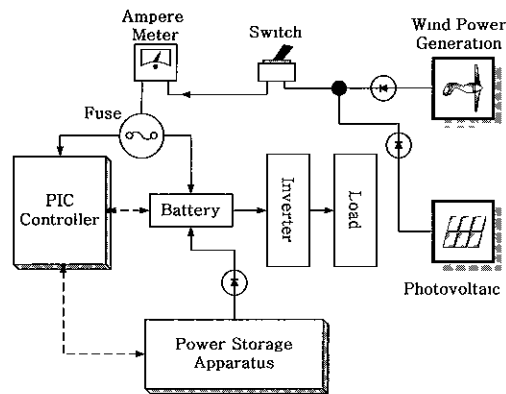 Ampere
Meter
Switch
Wind Power
Generation
Fuse
PIC
Controller
Battery
Inverter
Load
Photovoltaic
Power Storage
Apparatus